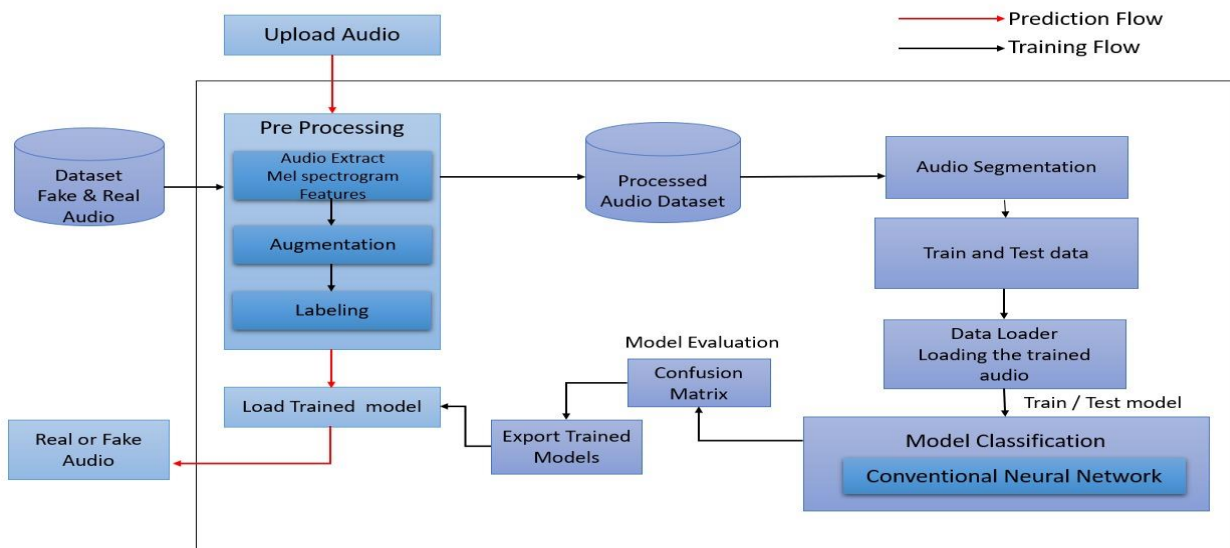 Upload Audio
Prediction Flow
Training Flow
Pre Processing
Audio Extract
Mel spectrogram
Features
Augmentation
Labeling
Dataset
Fake & Real
Audio
Processed
Audio Dataset
Audio Segmentation
Train and Test data
Data Loader
Loading the trained
audio
Train / Test model
Model Classification
Conventional Neural Network
Model Evaluation
Confusion
Matrix
Export Trained
Models
Load Trained model
Real or Fake
Audio